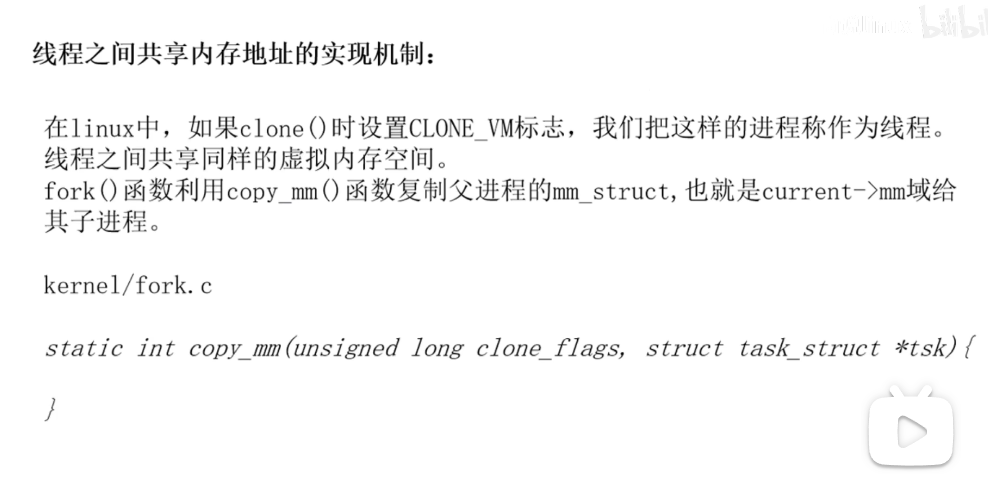 线程之间共享内存地址的实现机制：
在linux中，如果clone()时设置CLONE_VM标志，我们把这样的进程称作为线程。
线程之间共享同样的虚拟内存空间。
fork()函数利用copy_mm()函数复制父进程的mm_struct,也就是current->mm域给
其子进程。
kernel/fork.c
static int copy_mm(unsigned long clone_flags, struct task_struct *tsk){
}